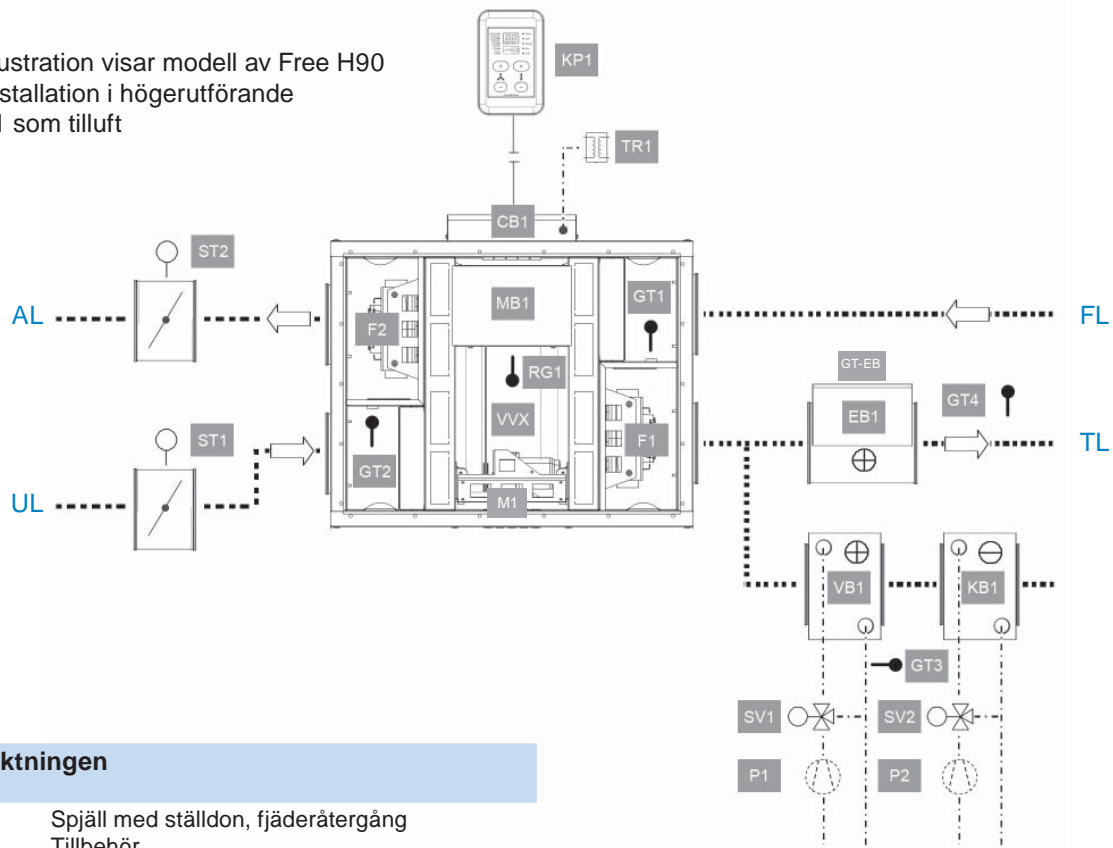 ustration visar modell av Free H90
stallation i högerutförande
som tilluft
KP1
TR1
CB1
ST2
MB1
GT1
AL
F2
FL
RG1
GT-EB
EB1
GT4
ST1
VVX
F1
TL
GT2
UL
M1
VB1
KB1
GT3
SV1
SV2
ktningen
P1
P2
Spjäll med ställdon, fjäderåtergång
Tillbehör